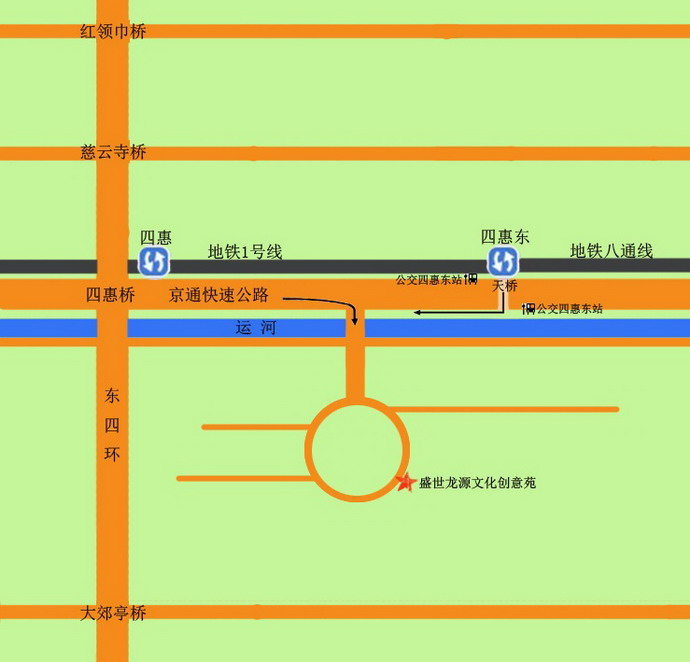 红领巾桥
慈云寺桥
四惠
四惠东
地铁1号线
地铁八通线
公交四惠东站
天桥
四惠桥
京通快速公路
公交四惠东站
运河
东四环
盛世龙源文化创意苑
大郊亭桥